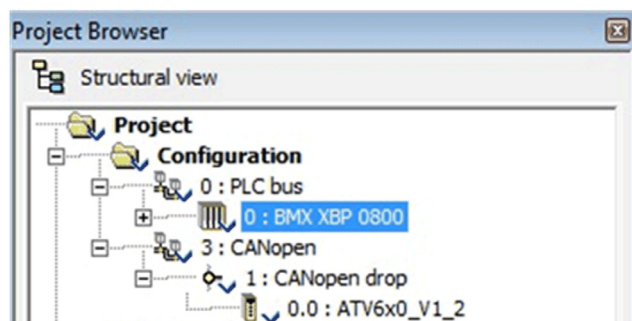 Project Browser
Structural view
Project
Configuration
0 : PLC bus
0 : BMX XBP 0800
3 : CANopen
1 : CANopen drop
0.0 : ATV6x0_V1_2